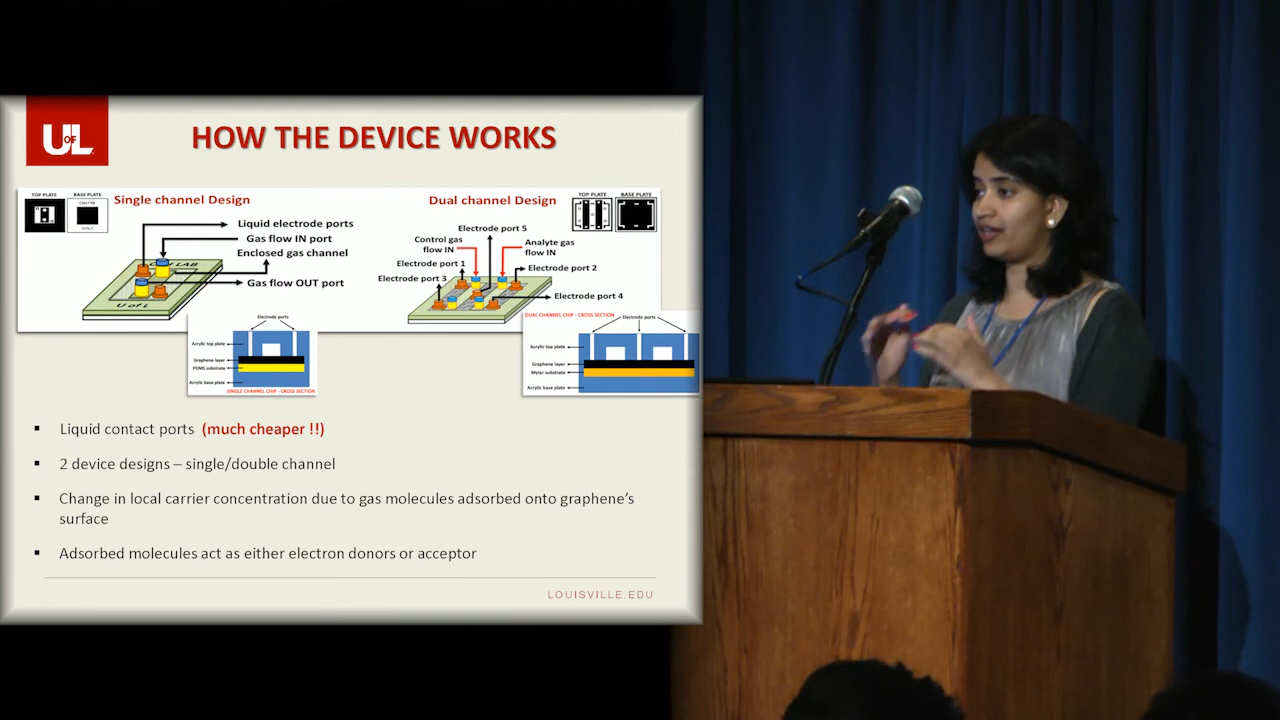 U OF L
HOW THE DEVICE WORKS
TOP PLATE
BASE PLATE
Single channel Design
Liquid electrode ports
Gas flow IN port
Enclosed gas channel
Gas flow OUT port
LAB
U of L
Electrode ports
Acrylic top plate
Graphene layer
PDMS substrate
Acrylic base plate
SINGLE CHANNEL CHIP - CROSS SECTION
Dual channel Design
TOP PLATE
BASE PLATE
Electrode port 5
Control gas
flow IN
Analyte gas
flow IN
Electrode port 1
Electrode port 2
Electrode port 3
Electrode port 4
DUAL CHANNEL CHIP - CROSS SECTION
Electrode ports
Acrylic top plate
Graphene layer
Mylar substrate
Acrylic base plate
▪ Liquid contact ports (much cheaper !!)
▪ 2 device designs – single/double channel
▪ Change in local carrier concentration due to gas molecules adsorbed onto graphene’s
surface
▪ Adsorbed molecules act as either electron donors or acceptor
LOUISVILLE.EDU